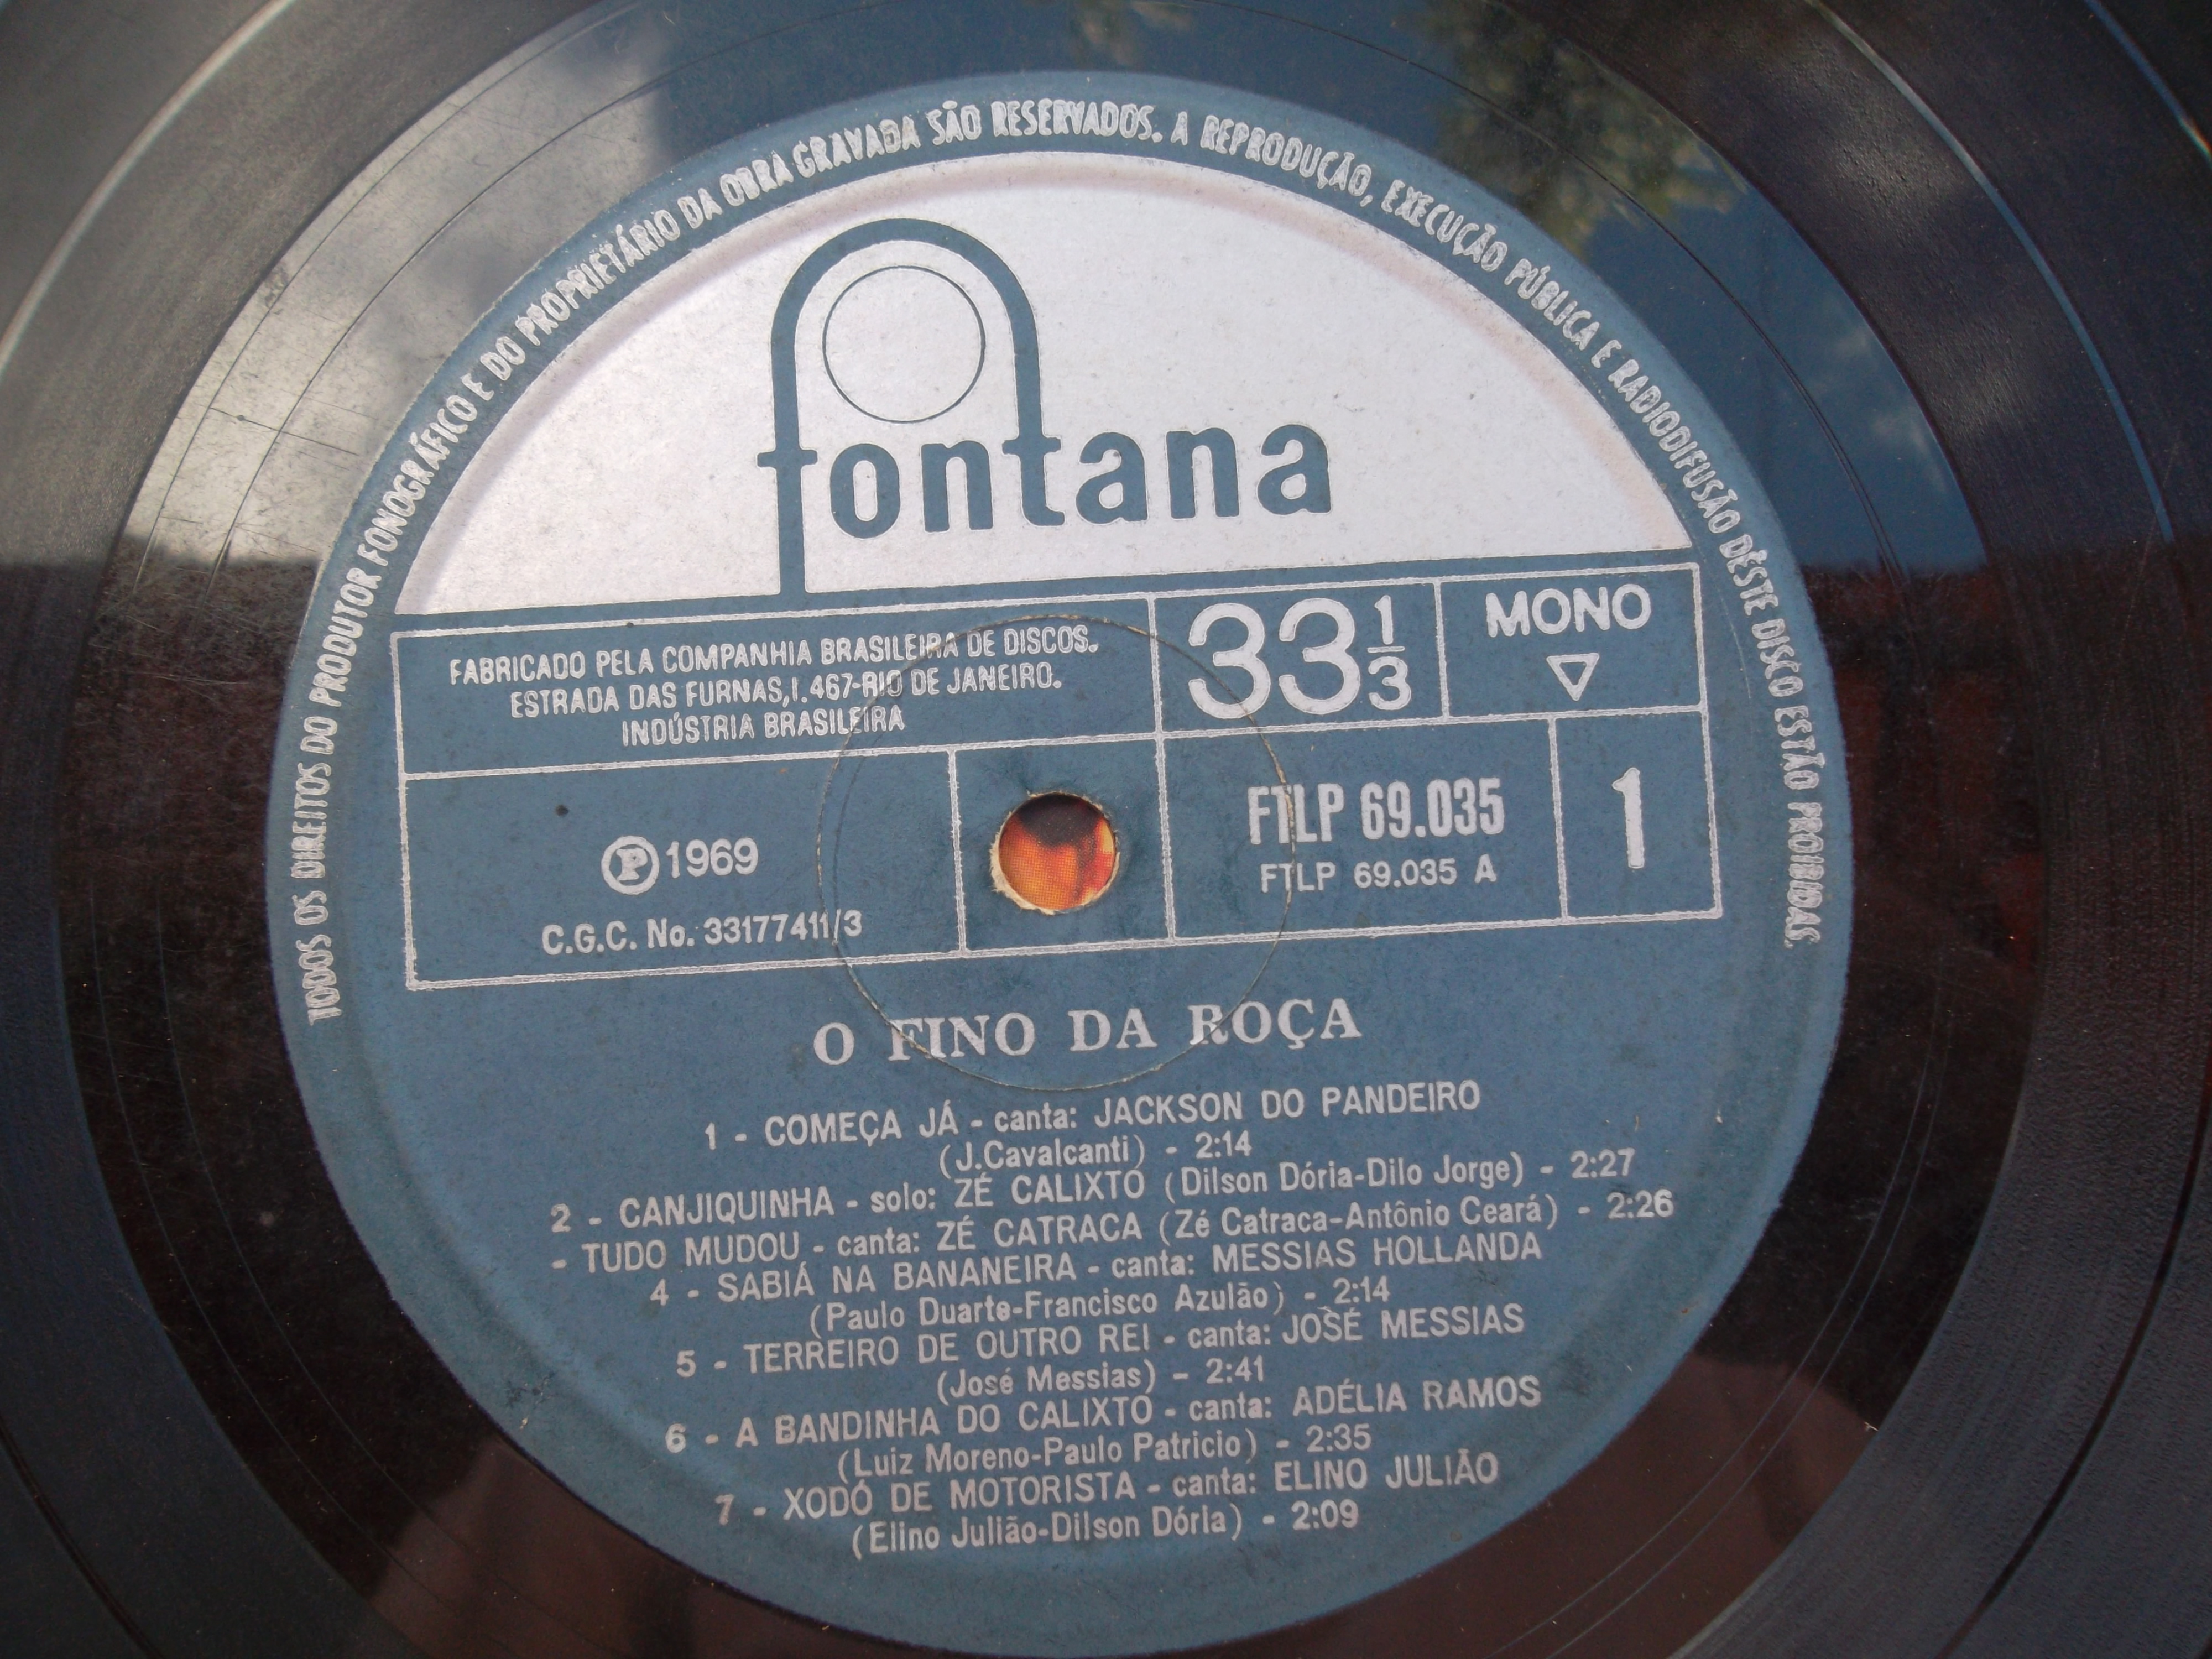 TODOS OS DIREITOS DO PRODUTOR FONOGRÁFICO E DO PROPRIETÁRIO DA OBRA GRAVADA SÃO RESERVADOS. A REPRODUÇÃO, EXECUÇÃO PÚBLICA E RADIODIFUSÃO DÊSTE DISCO ESTÃO PROIBIDAS.
fontana
FABRICADO PELA COMPANHIA BRASILEIRA DE DISCOS.
ESTRADA DAS FURNAS, 1.467-RIO DE JANEIRO.
INDÚSTRIA BRASILEIRA
33 1/3
MONO
℗ 1969
C.G.C. No. 33177411/3
FTLP 69.035
FTLP 69.035 A
1
O FINO DA ROÇA
1 - COMEÇA JÁ - canta: JACKSON DO PANDEIRO
(J.Cavalcanti) - 2:14
2 - CANJIQUINHA - solo: ZÉ CALIXTO (Dilson Dória-Dilo Jorge) - 2:27
- TUDO MUDOU - canta: ZÉ CATRACA (Zé Catraca-Antônio Ceará) - 2:26
4 - SABIÁ NA BANANEIRA - canta: MESSIAS HOLLANDA
(Paulo Duarte-Francisco Azulão) - 2:14
5 - TERREIRO DE OUTRO REI - canta: JOSÉ MESSIAS
(José Messias) - 2:41
6 - A BANDINHA DO CALIXTO - canta: ADÉLIA RAMOS
(Luiz Moreno-Paulo Patricio) - 2:35
7 - XODÓ DE MOTORISTA - canta: ELINO JULIÃO
(Elino Julião-Dilson Dória) - 2:09